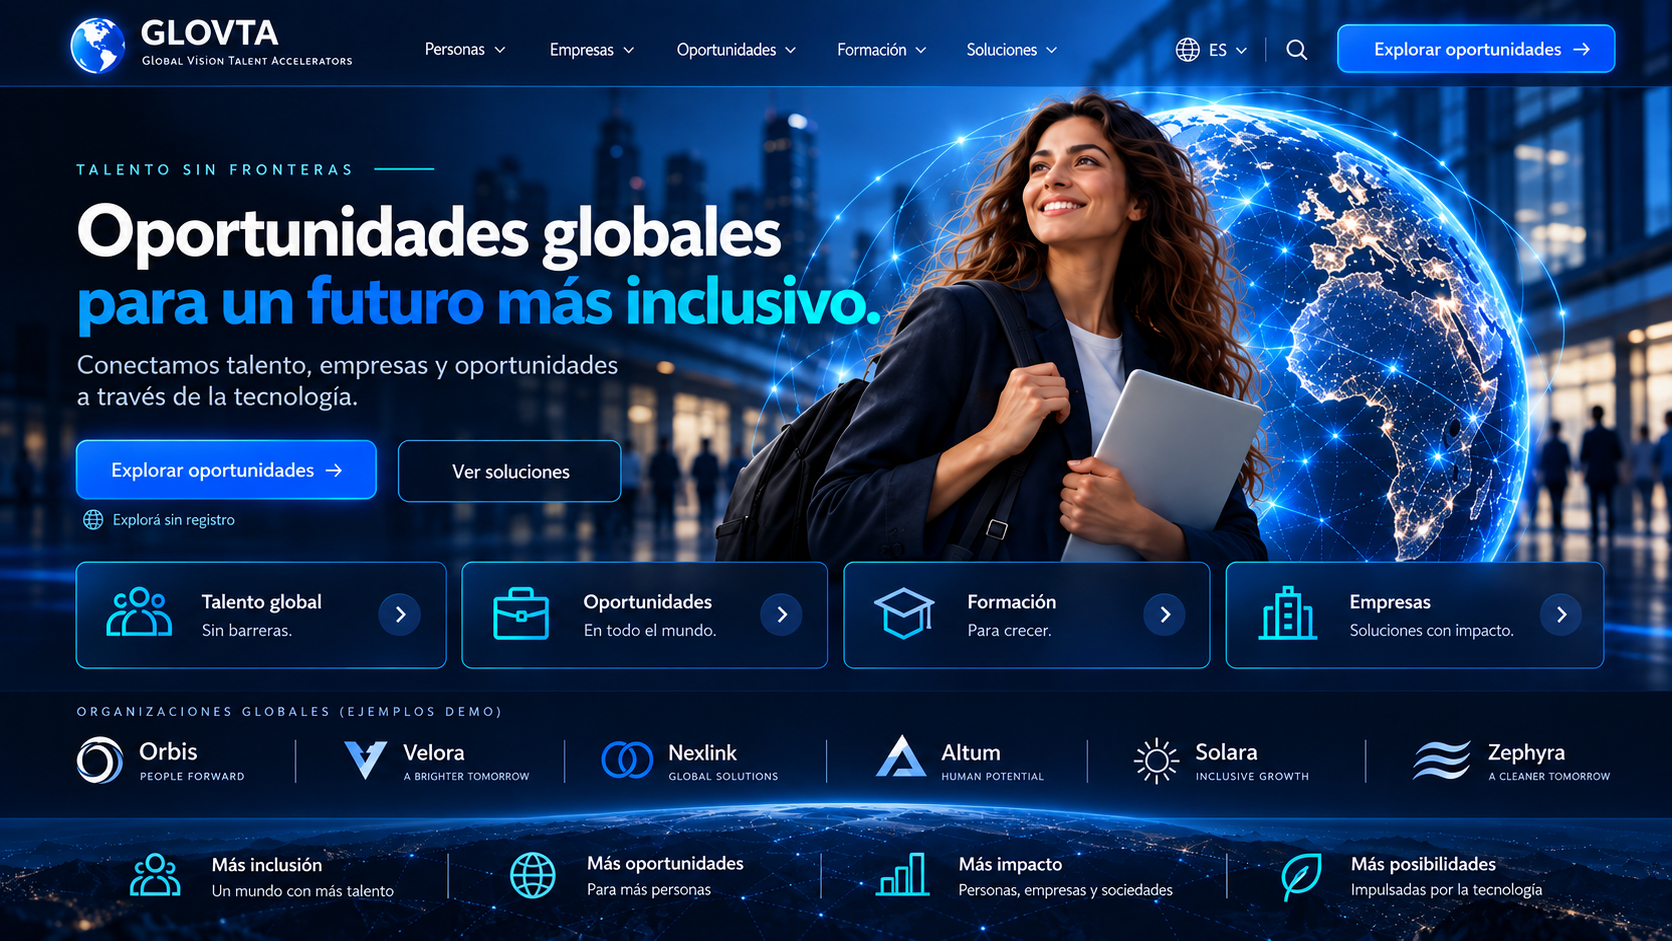 GLOVTA
GLOBAL VISION TALENT ACCELERATORS
Personas
Empresas
Oportunidades
Formación
Soluciones
ES
Explorar oportunidades →
TALENTO SIN FRONTERAS
Oportunidades globales
para un futuro más inclusivo.
Conectamos talento, empresas y oportunidades
a través de la tecnología.
Explorar oportunidades →
Ver soluciones
Explorá sin registro
Talento global
Sin barreras.
Oportunidades
En todo el mundo.
Formación
Para crecer.
Empresas
Soluciones con impacto.
ORGANIZACIONES GLOBALES (EJEMPLOS DEMO)
Orbis
PEOPLE FORWARD
Velora
A BRIGHTER TOMORROW
Nexlink
GLOBAL SOLUTIONS
Altum
HUMAN POTENTIAL
Solara
INCLUSIVE GROWTH
Zephyra
A CLEANER TOMORROW
Más inclusión
Un mundo con más talento
Más oportunidades
Para más personas
Más impacto
Personas, empresas y sociedades
Más posibilidades
Impulsadas por la tecnología